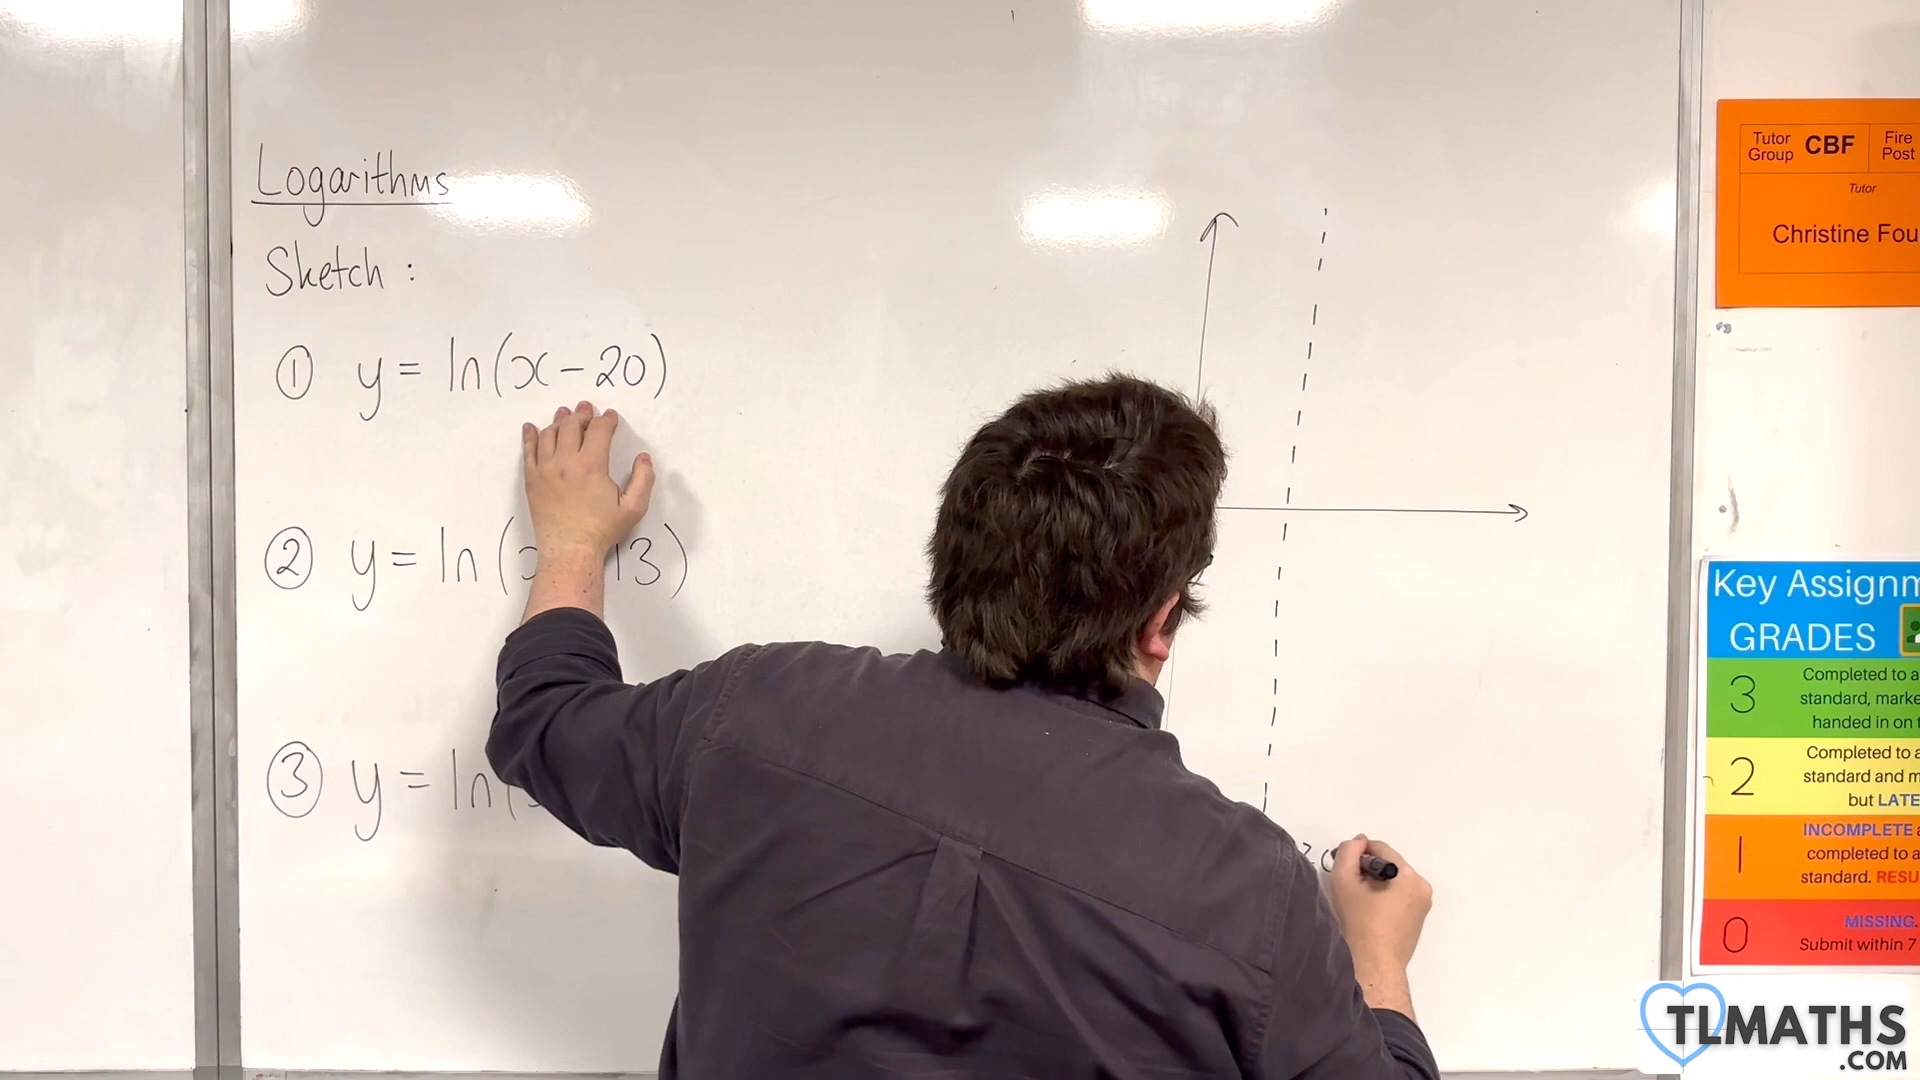 Logarithms
Sketch :
① y = ln(x - 20)
② y = ln( 13)
③ y = ln(
Tutor Group CBF
Fire Post
Tutor
Christine Fou
Key Assignm
GRADES
3 Completed to a
standard, marke
handed in on
2 Completed to a
standard and m
but LATE
1 INCOMPLETE a
completed to a
standard. RESU
0 MISSING.
Submit within 7
TLMATHS
.COM